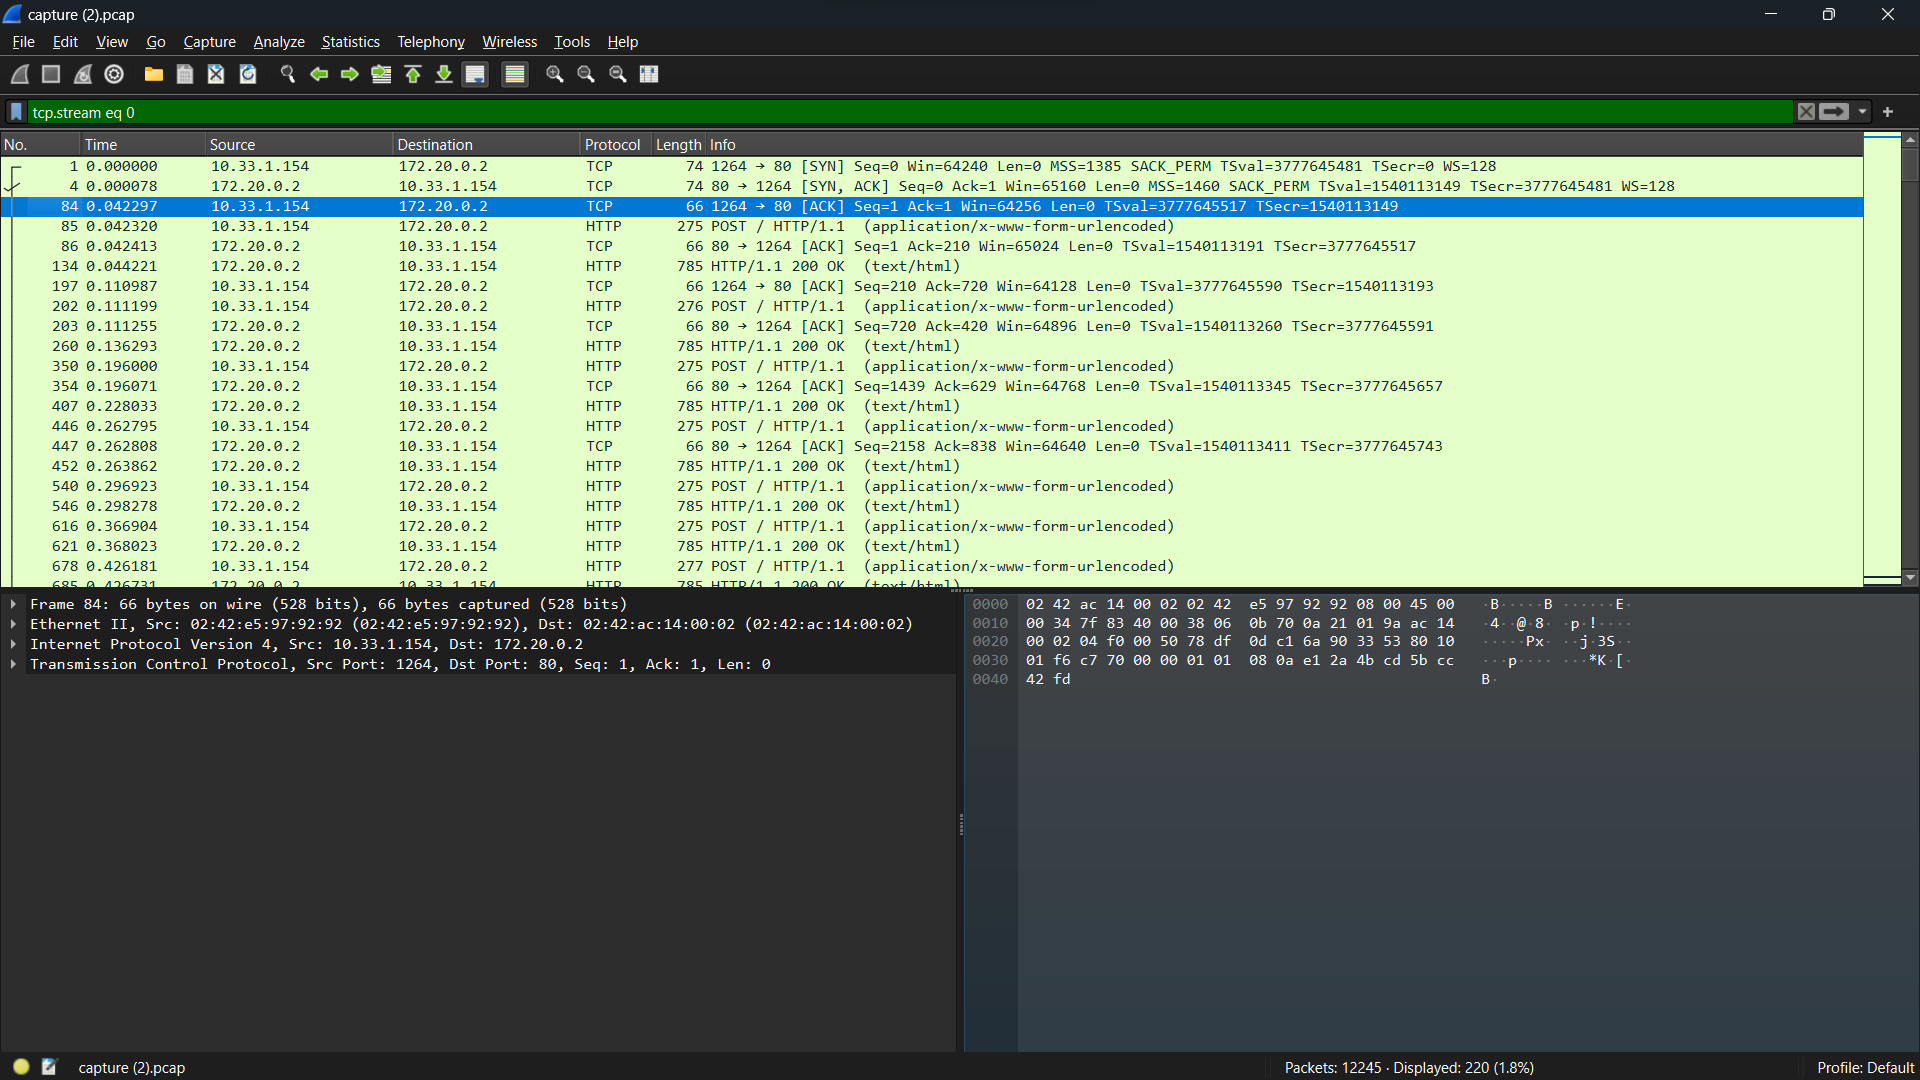 capture (2).pcap
File Edit View Go Capture Analyze Statistics Telephony Wireless Tools Help
tcp.stream eq 0
No. Time Source Destination Protocol Length Info
1 0.000000 10.33.1.154 172.20.0.2 TCP 74 1264 → 80 [SYN] Seq=0 Win=64240 Len=0 MSS=1385 SACK_PERM TSval=3777645481 TSecr=0 WS=128
4 0.000078 172.20.0.2 10.33.1.154 TCP 74 80 → 1264 [SYN, ACK] Seq=0 Ack=1 Win=65160 Len=0 MSS=1460 SACK_PERM TSval=1540113149 TSecr=3777645481 WS=128
84 0.042297 10.33.1.154 172.20.0.2 TCP 66 1264 → 80 [ACK] Seq=1 Ack=1 Win=64256 Len=0 TSval=3777645517 TSecr=1540113149
85 0.042320 10.33.1.154 172.20.0.2 HTTP 275 POST / HTTP/1.1 (application/x-www-form-urlencoded)
86 0.042413 172.20.0.2 10.33.1.154 TCP 66 80 → 1264 [ACK] Seq=1 Ack=210 Win=65024 Len=0 TSval=1540113191 TSecr=3777645517
134 0.044221 172.20.0.2 10.33.1.154 HTTP 785 HTTP/1.1 200 OK (text/html)
197 0.110987 10.33.1.154 172.20.0.2 TCP 66 1264 → 80 [ACK] Seq=210 Ack=720 Win=64128 Len=0 TSval=3777645590 TSecr=1540113193
202 0.111199 10.33.1.154 172.20.0.2 HTTP 276 POST / HTTP/1.1 (application/x-www-form-urlencoded)
203 0.111255 172.20.0.2 10.33.1.154 TCP 66 80 → 1264 [ACK] Seq=720 Ack=420 Win=64896 Len=0 TSval=1540113260 TSecr=3777645591
260 0.136293 172.20.0.2 10.33.1.154 HTTP 785 HTTP/1.1 200 OK (text/html)
350 0.196000 10.33.1.154 172.20.0.2 HTTP 275 POST / HTTP/1.1 (application/x-www-form-urlencoded)
354 0.196071 172.20.0.2 10.33.1.154 TCP 66 80 → 1264 [ACK] Seq=1439 Ack=629 Win=64768 Len=0 TSval=1540113345 TSecr=3777645657
407 0.228033 172.20.0.2 10.33.1.154 HTTP 785 HTTP/1.1 200 OK (text/html)
446 0.262795 10.33.1.154 172.20.0.2 HTTP 275 POST / HTTP/1.1 (application/x-www-form-urlencoded)
447 0.262808 172.20.0.2 10.33.1.154 TCP 66 80 → 1264 [ACK] Seq=2158 Ack=838 Win=64640 Len=0 TSval=1540113411 TSecr=3777645743
452 0.263862 172.20.0.2 10.33.1.154 HTTP 785 HTTP/1.1 200 OK (text/html)
540 0.296923 10.33.1.154 172.20.0.2 HTTP 275 POST / HTTP/1.1 (application/x-www-form-urlencoded)
546 0.298278 172.20.0.2 10.33.1.154 HTTP 785 HTTP/1.1 200 OK (text/html)
616 0.366904 10.33.1.154 172.20.0.2 HTTP 275 POST / HTTP/1.1 (application/x-www-form-urlencoded)
621 0.368023 172.20.0.2 10.33.1.154 HTTP 785 HTTP/1.1 200 OK (text/html)
678 0.426181 10.33.1.154 172.20.0.2 HTTP 277 POST / HTTP/1.1 (application/x-www-form-urlencoded)
685 0.426731 172.20.0.2 10.33.1.154 HTTP 785 HTTP/1.1 200 OK (text/html)
Frame 84: 66 bytes on wire (528 bits), 66 bytes captured (528 bits)
Ethernet II, Src: 02:42:e5:97:92:92 (02:42:e5:97:92:92), Dst: 02:42:ac:14:00:02 (02:42:ac:14:00:02)
Internet Protocol Version 4, Src: 10.33.1.154, Dst: 172.20.0.2
Transmission Control Protocol, Src Port: 1264, Dst Port: 80, Seq: 1, Ack: 1, Len: 0
0000 02 42 ac 14 00 02 02 42 e5 97 92 92 08 00 45 00 ·B·····B ······E·
0010 00 34 7f 83 40 00 38 06 0b 70 0a 21 01 9a ac 14 ·4··@·8· ·p·!····
0020 00 02 04 f0 00 50 78 df 0d c1 6a 90 33 53 80 10 ·····Px· ··j·3S··
0030 01 f6 c7 70 00 00 01 01 08 0a e1 2a 4b cd 5b cc ···p···· ···*K·[·
0040 42 fd B·
capture (2).pcap
Packets: 12245 · Displayed: 220 (1.8%)
Profile: Default